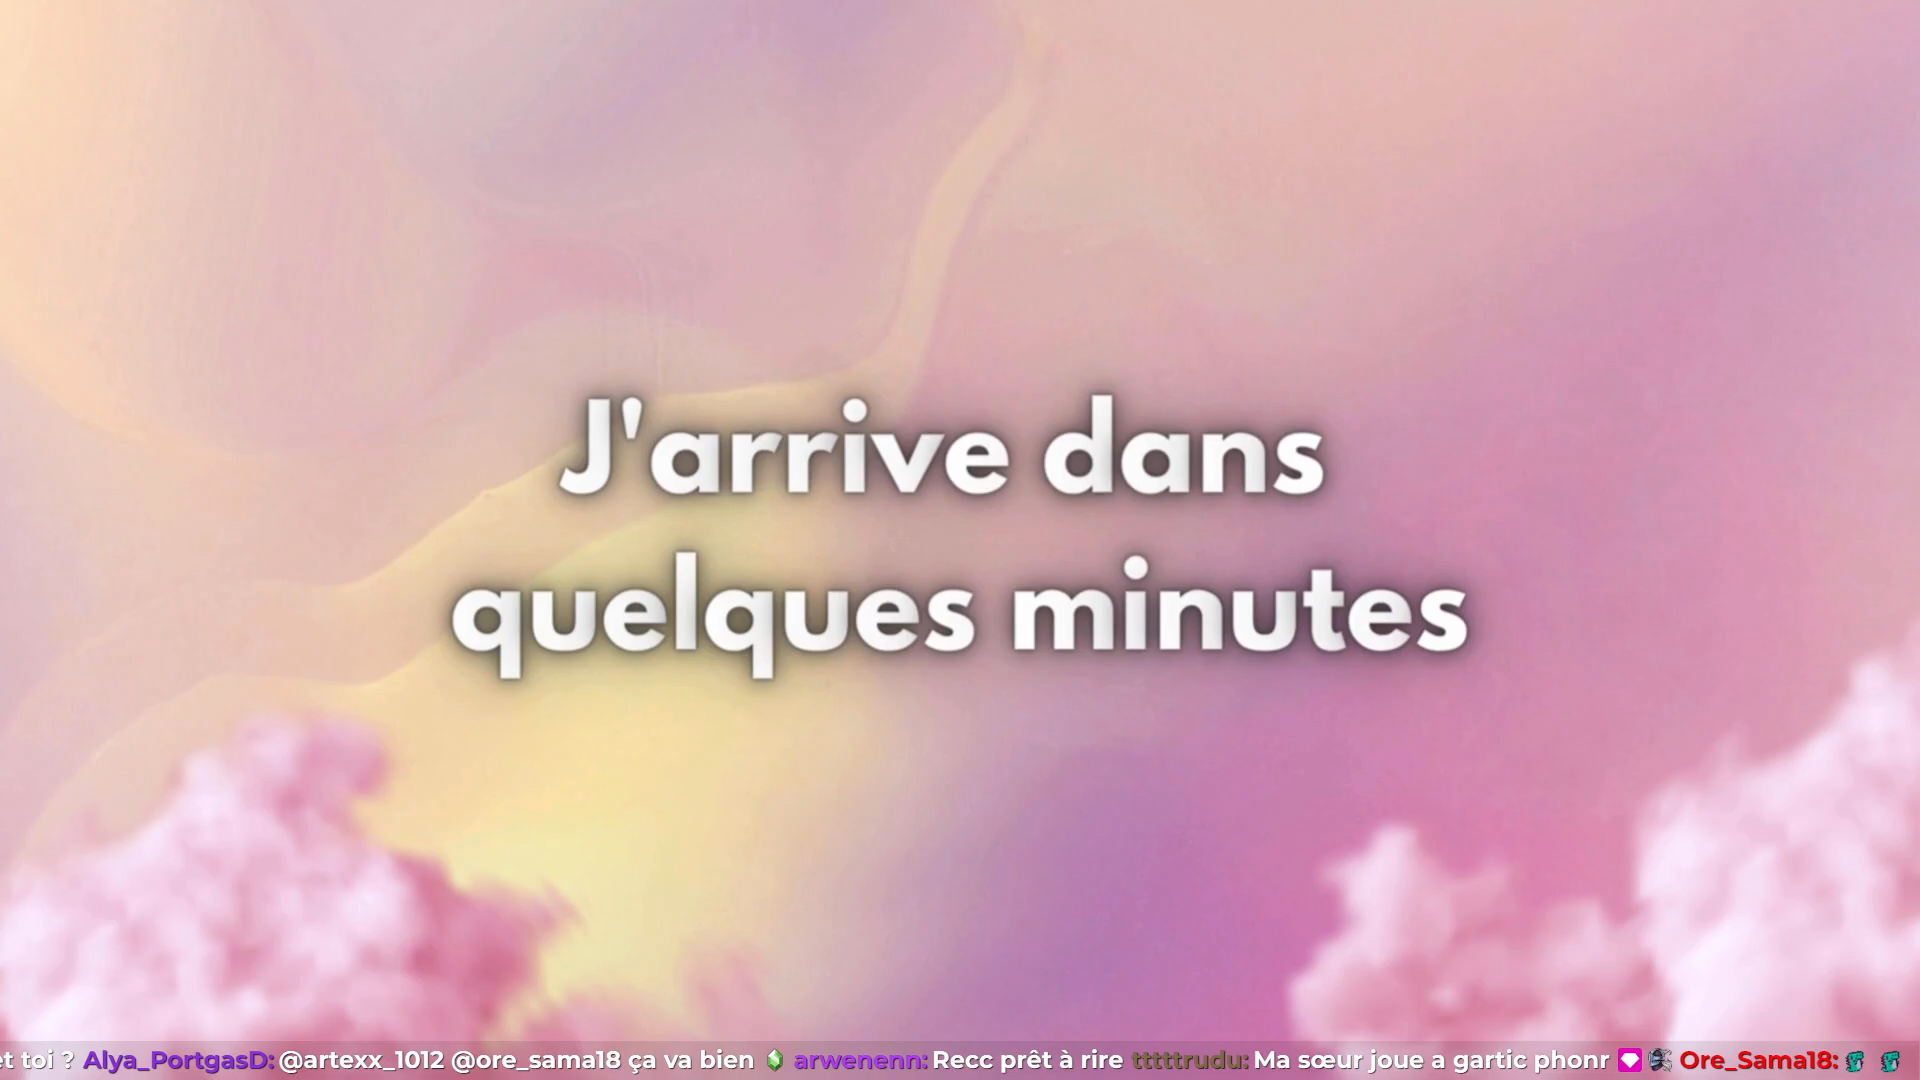 J'arrive dans
quelques minutes
et toi ? Alya_PortgasD: @artexx_1012 @ore_sama18 ça va bien arwenenn: Recc prêt à rire tttttrudu: Ma sœur joue a gartic phonr Ore_Sama18: